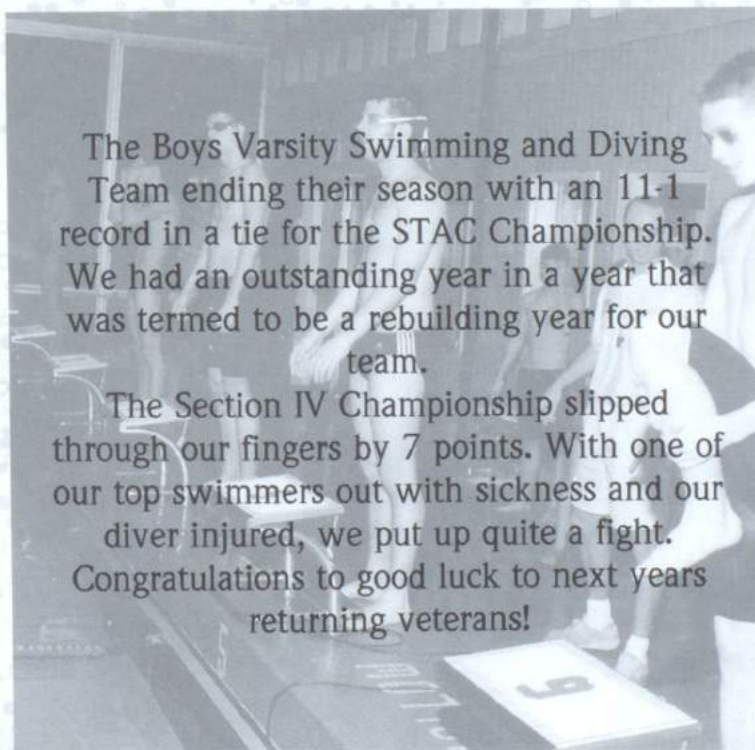 The Boys Varsity Swimming and Diving
Team ending their season with an 11-1
record in a tie for the STAC Championship.
We had an outstanding year in a year that
was termed to be a rebuilding year for our
team.
The Section IV Championship slipped
through our fingers by 7 points. With one of
our top swimmers out with sickness and our
diver injured, we put up quite a fight.
Congratulations to good luck to next years
returning veterans!
5
6